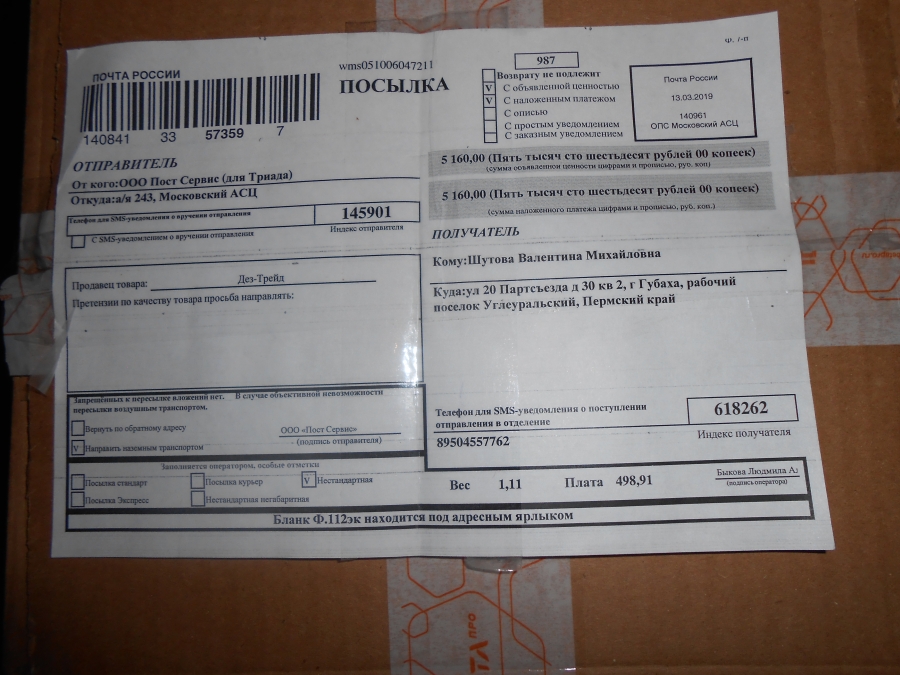 Ф. 7-п
ПОЧТА РОССИИ
140841 33 57359 7
wms051006047211
ПОСЫЛКА
987
Возврату не подлежит
V С объявленной ценностью
V С наложенным платежом
С описью
С простым уведомлением
С заказным уведомлением
Почта России
13.03.2019
140961
ОПС Московский АСЦ
ОТПРАВИТЕЛЬ
От кого:ООО Пост Сервис (для Триада)
Откуда:а/я 243, Московский АСЦ
Телефон для SMS-уведомления о вручении отправления
145901
Индекс отправителя
С SMS-уведомлением о вручении отправления
5 160,00 (Пять тысяч сто шестьдесят рублей 00 копеек)
(сумма объявленной ценности цифрами и прописью, руб. коп)
5 160,00 (Пять тысяч сто шестьдесят рублей 00 копеек)
(сумма наложенного платежа цифрами и прописью, руб. коп.)
ПОЛУЧАТЕЛЬ
Кому:Шутова Валентина Михайловна
Куда:ул 20 Партсъезда д 30 кв 2, г Губаха, рабочий
поселок Углеуральский, Пермский край
Продавец товара: Дез-Трейд
Претензии по качеству товара просьба направлять:
Запрещённых к пересылке вложений нет. В случае объективной невозможности
пересылки воздушным транспортом.
Вернуть по обратному адресу
ООО «Пост Сервис»
(подпись отправителя)
V Направить наземным транспортом
Телефон для SMS-уведомления о поступлении
отправления в отделение
89504557762
618262
Индекс получателя
Заполняется оператором, особые отметки
Посылка стандарт
Посылка курьер
V Нестандартная
Посылка Экспресс
Нестандартная негабаритная
Вес 1,11 Плата 498,91
Быкова Людмила А
(подпись оператора)
Бланк Ф.112эк находится под адресным ярлыком
ТА ПРО